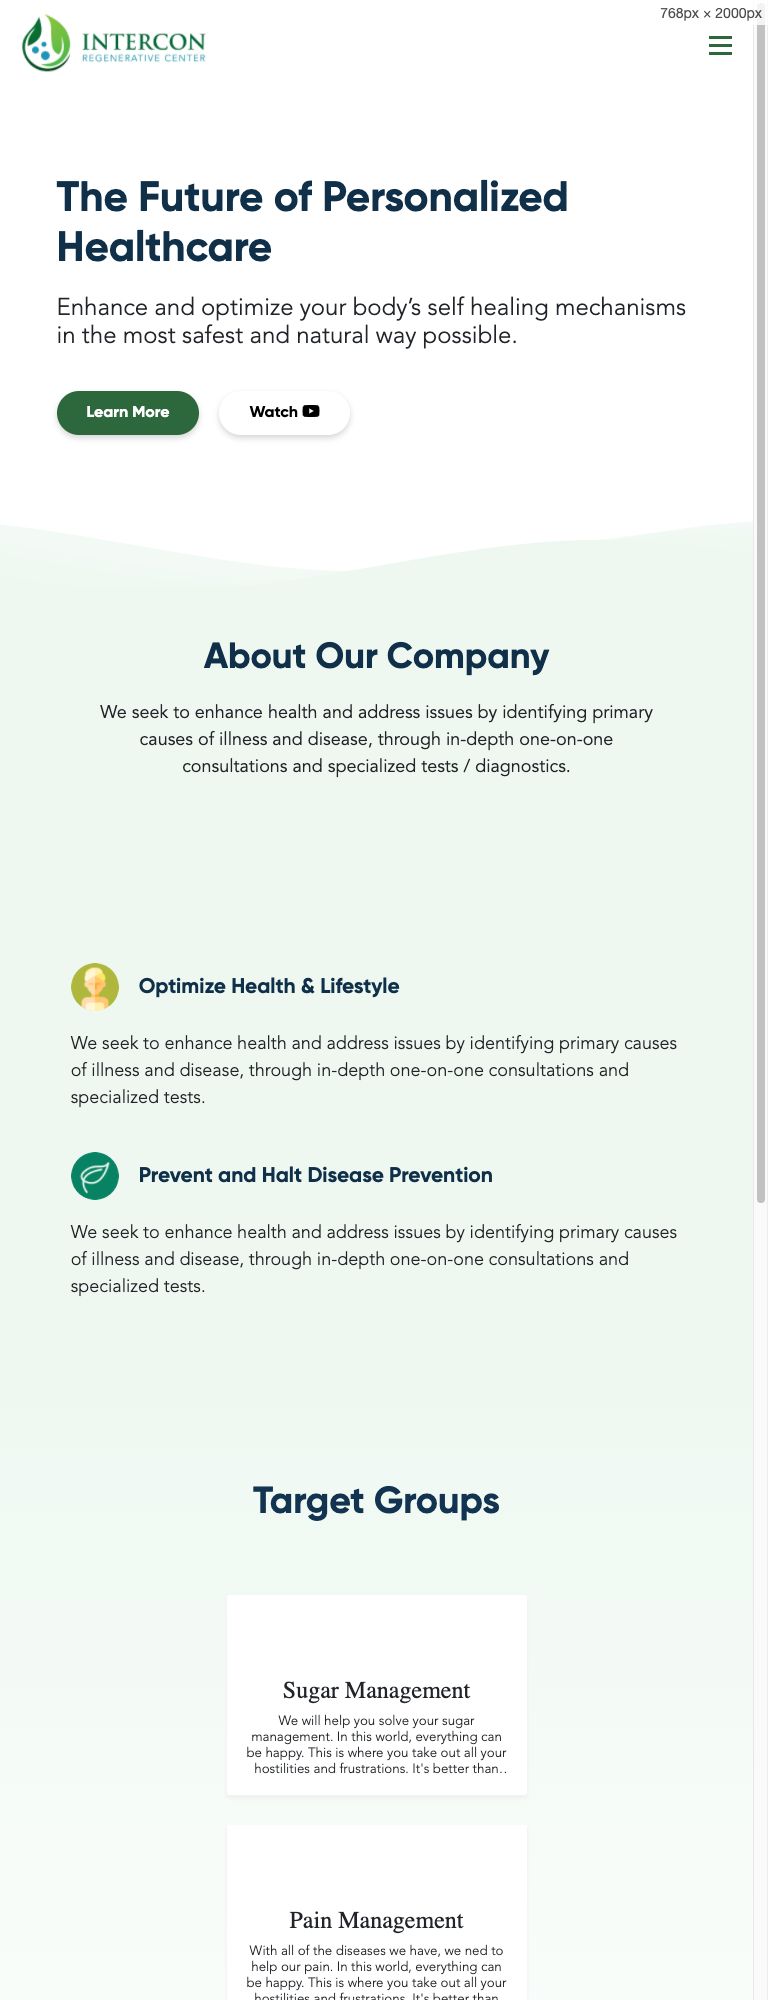 768px × 2000px
INTERCON
REGENERATIVE CENTER
The Future of Personalized
Healthcare
Enhance and optimize your body’s self healing mechanisms
in the most safest and natural way possible.
Learn More
Watch
About Our Company
We seek to enhance health and address issues by identifying primary
causes of illness and disease, through in-depth one-on-one
consultations and specialized tests / diagnostics.
Optimize Health & Lifestyle
We seek to enhance health and address issues by identifying primary causes
of illness and disease, through in-depth one-on-one consultations and
specialized tests.
Prevent and Halt Disease Prevention
We seek to enhance health and address issues by identifying primary causes
of illness and disease, through in-depth one-on-one consultations and
specialized tests.
Target Groups
Sugar Management
We will help you solve your sugar
management. In this world, everything can
be happy. This is where you take out all your
hostilities and frustrations. It's better than..
Pain Management
With all of the diseases we have, we ned to
help our pain. In this world, everything can
be happy. This is where you take out all your
hostilities and frustrations. It's better than